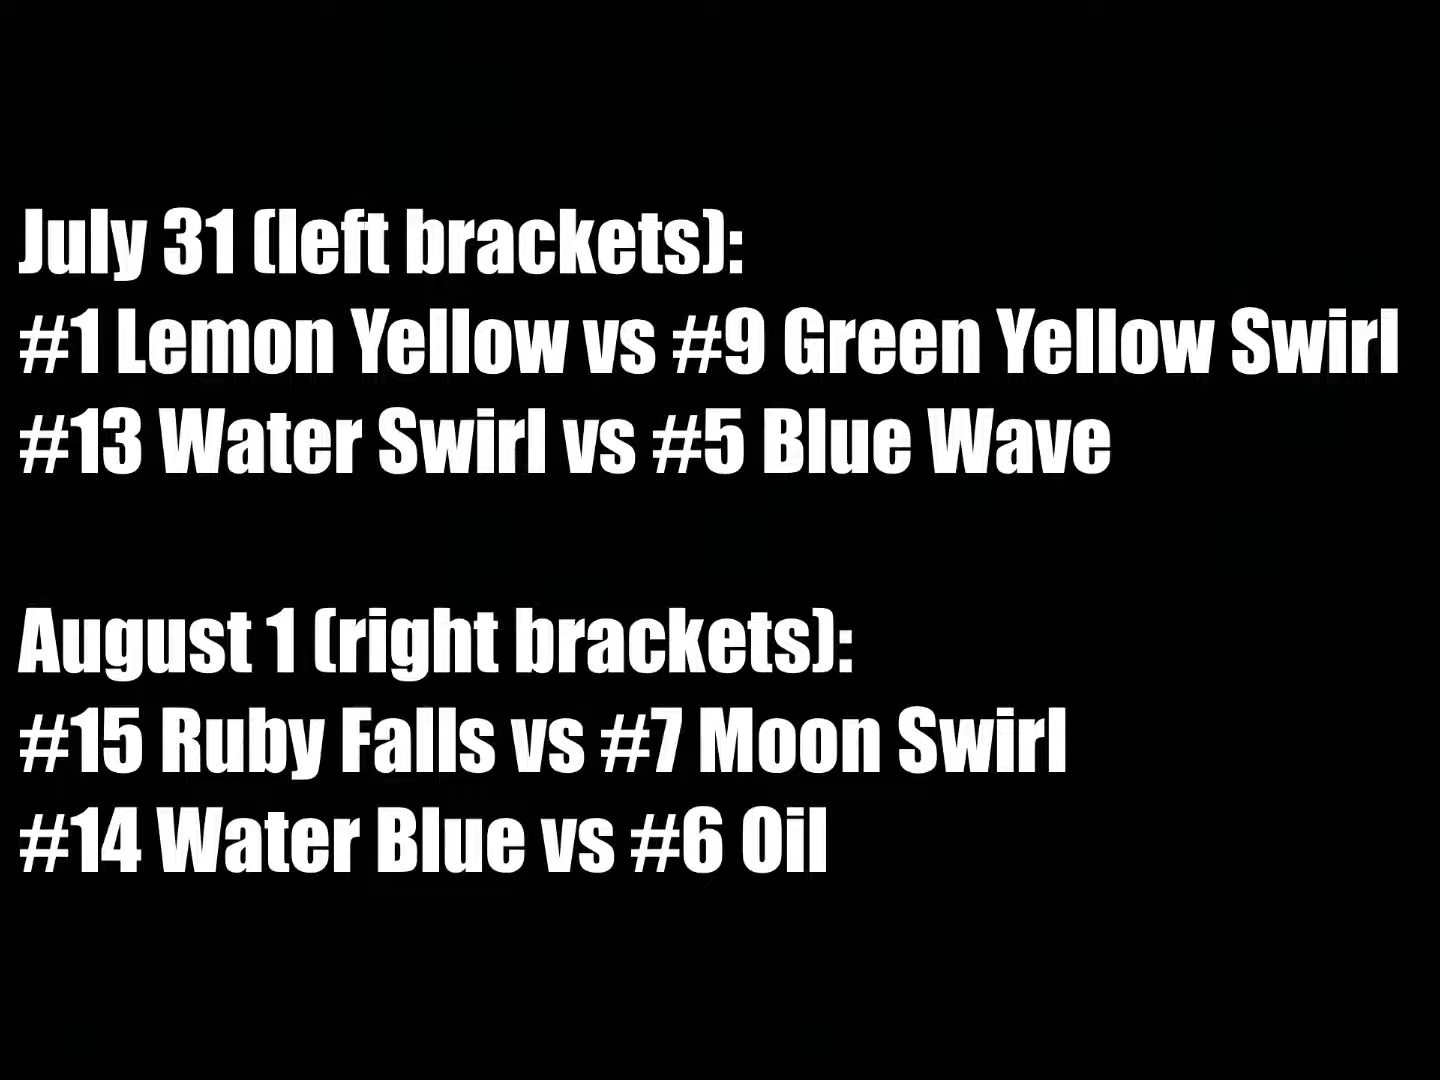 July 31 (left brackets):
#1 Lemon Yellow vs #9 Green Yellow Swirl
#13 Water Swirl vs #5 Blue Wave
August 1 (right brackets):
#15 Ruby Falls vs #7 Moon Swirl
#14 Water Blue vs #6 Oil